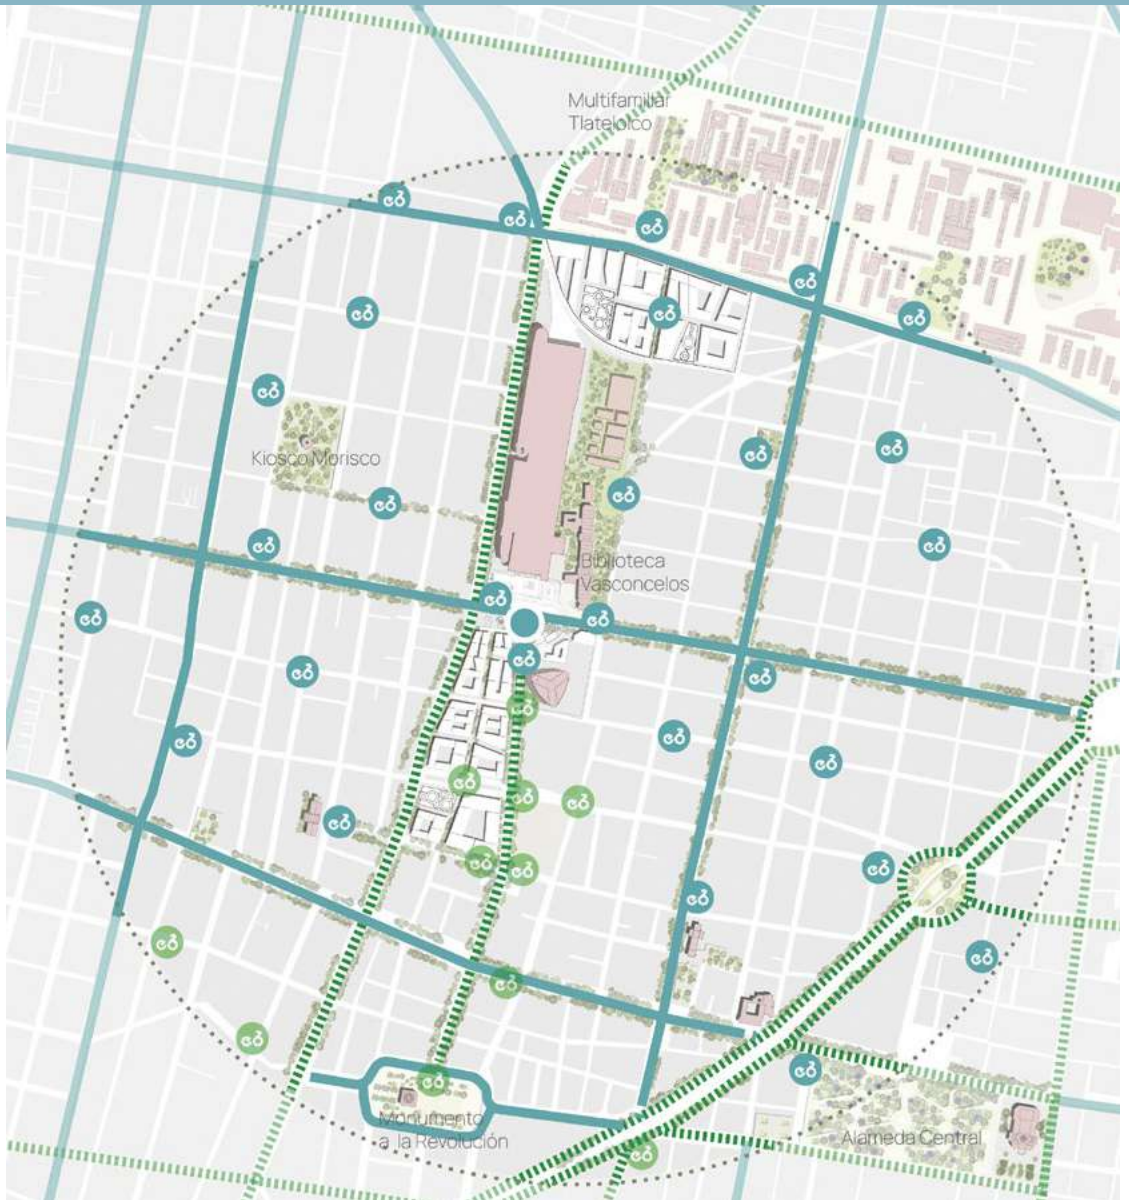 Multifamiliar
Tlatelolco
Kiosco Morisco
Biblioteca
Vasconcelos
Monumento
a la Revolución
Alameda Central